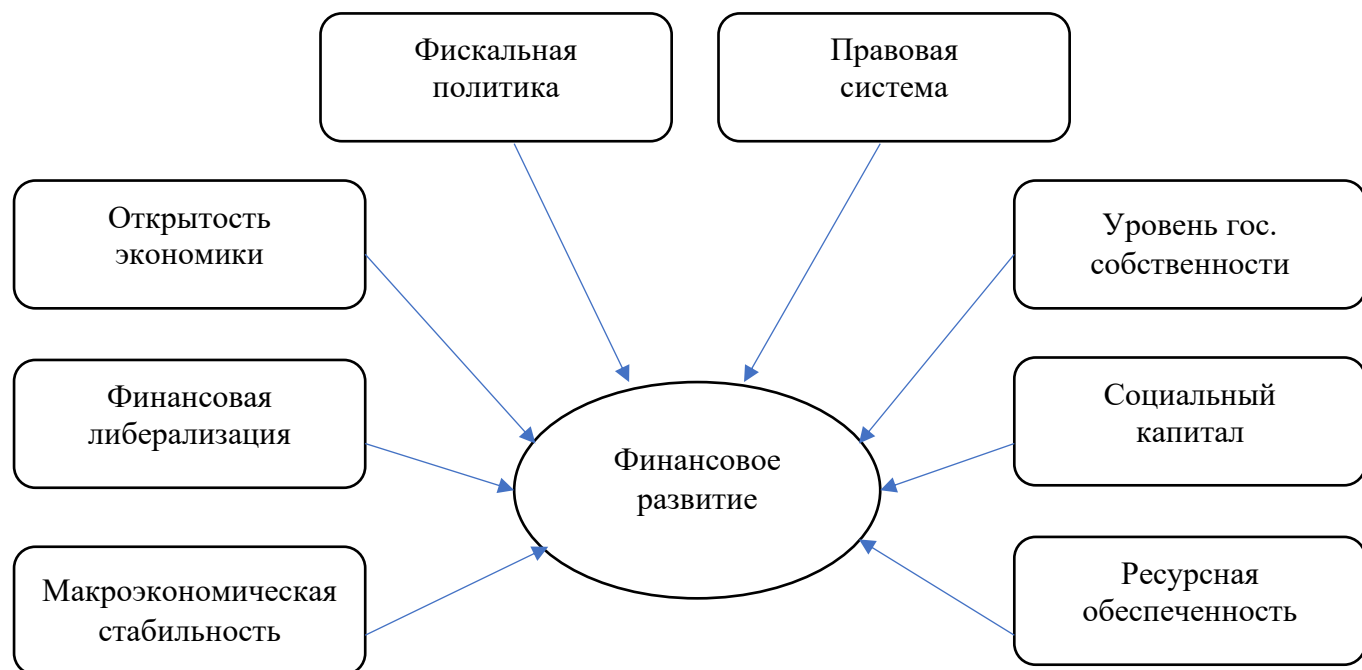 Фискальная
политика
Правовая
система
Открытость
экономики
Уровень гос.
собственности
Финансовая
либерализация
Социальный
капитал
Финансовое
развитие
Макроэкономическая
стабильность
Ресурсная
обеспеченность